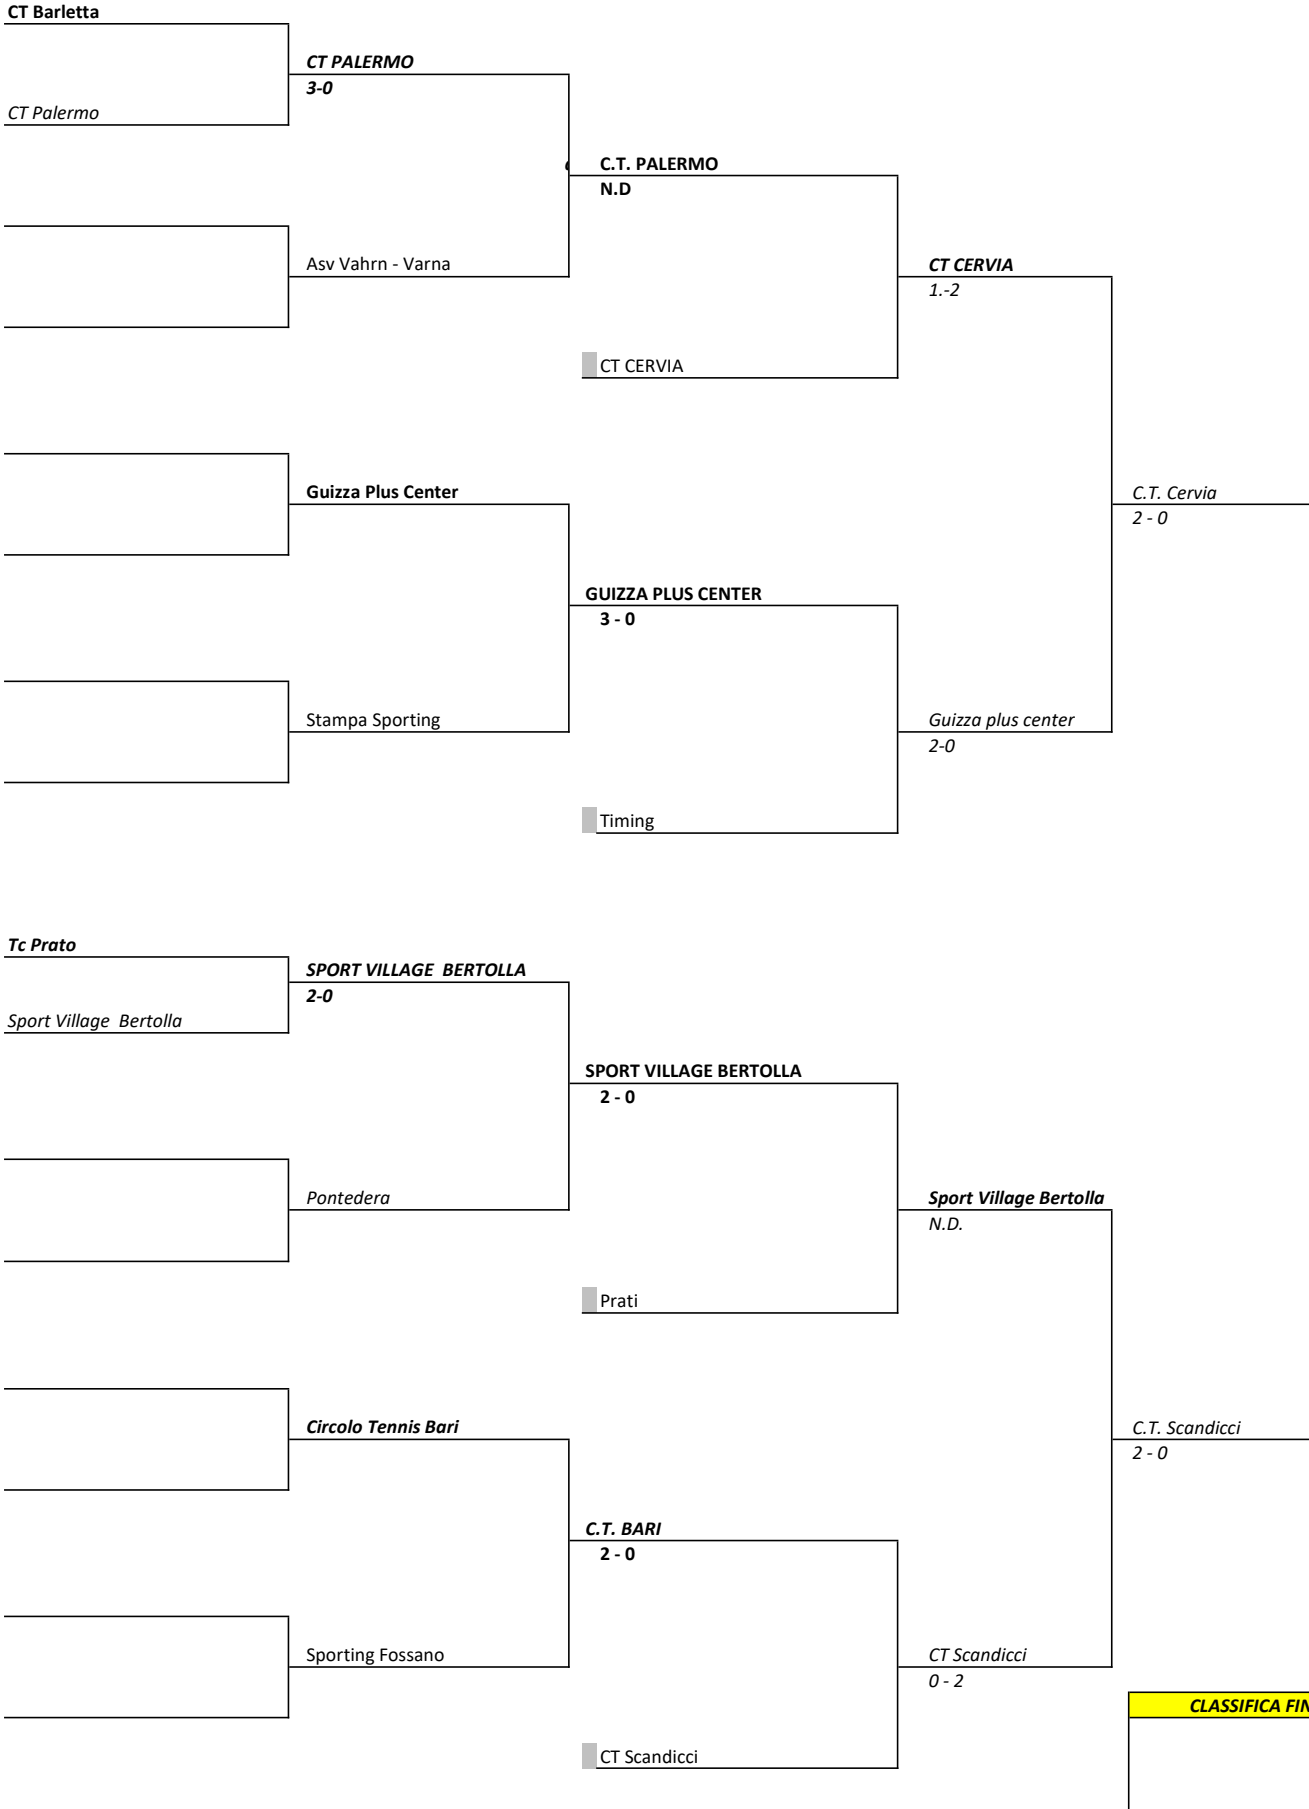 CT Barletta
CT PALERMO
3-0
CT Palermo
C.T. PALERMO
N.D
Asv Vahrn - Varna
CT CERVIA
1.-2
CT CERVIA
Guizza Plus Center
C.T. Cervia
2 - 0
GUIZZA PLUS CENTER
3 - 0
Stampa Sporting
Guizza plus center
2-0
Timing
Tc Prato
SPORT VILLAGE BERTOLLA
2-0
Sport Village Bertolla
SPORT VILLAGE BERTOLLA
2 - 0
Pontedera
Sport Village Bertolla
N.D.
Prati
Circolo Tennis Bari
C.T. Scandicci
2 - 0
C.T. BARI
2 - 0
Sporting Fossano
CT Scandicci
0 - 2
CLASSIFICA FIN
CT Scandicci